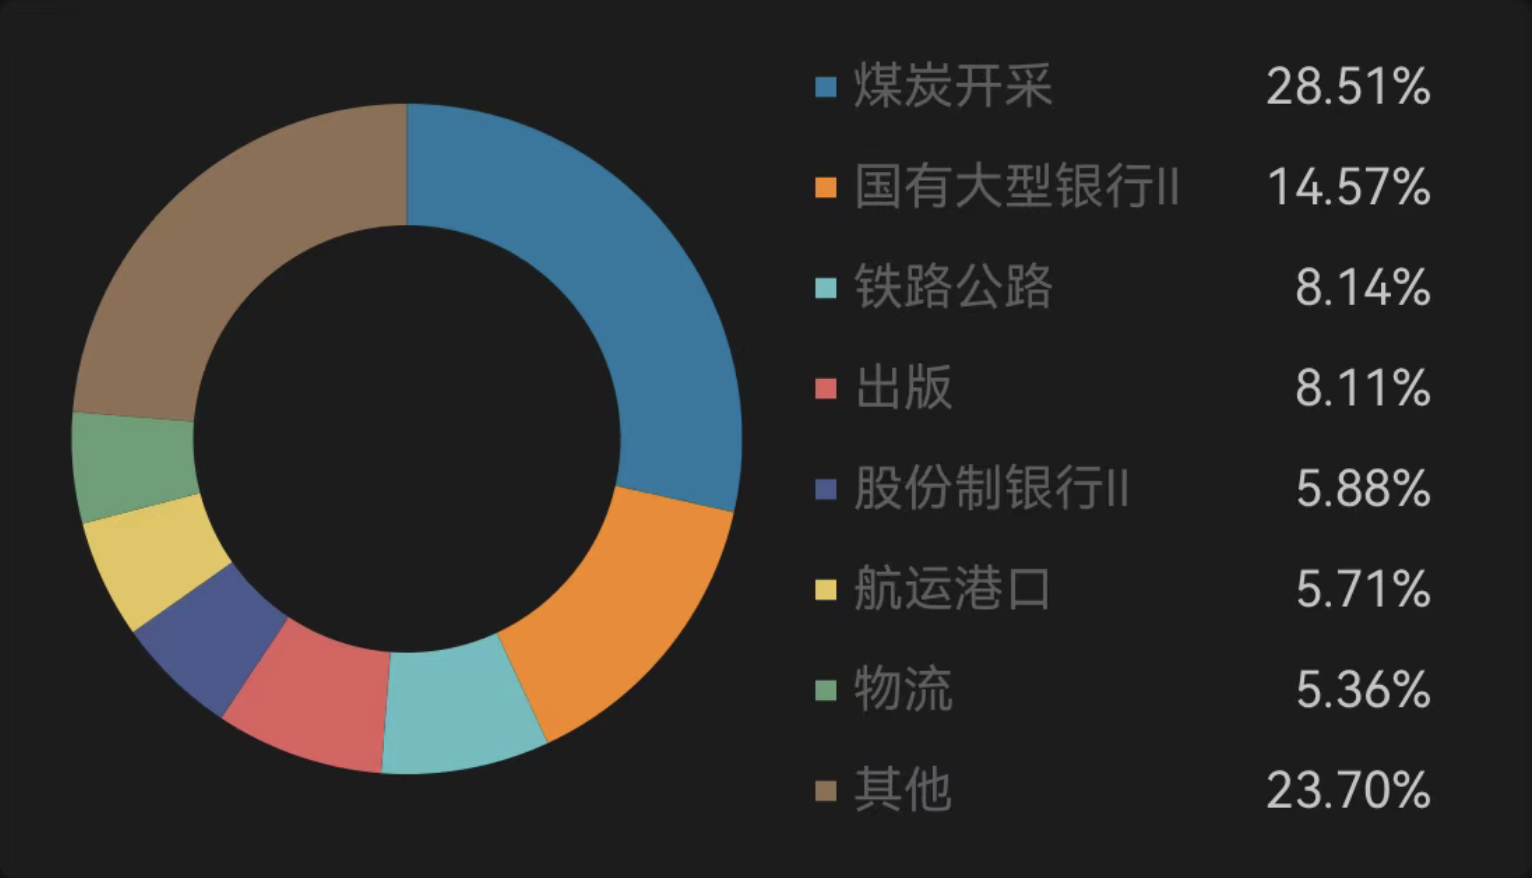 煤炭开采 28.51%
国有大型银行II 14.57%
铁路公路 8.14%
出版 8.11%
股份制银行II 5.88%
航运港口 5.71%
物流 5.36%
其他 23.70%